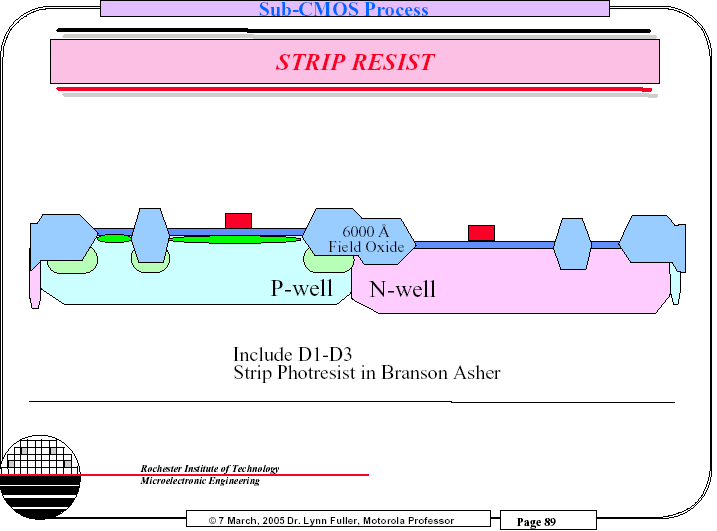 Sub-CMOS Process
STRIP RESIST
6000 Å
Field Oxide
P-well
N-well
Include D1-D3
Strip Photresist in Branson Asher
Rochester Institute of Technology
Microelectronic Engineering
© 7 March, 2005 Dr. Lynn Fuller, Motorola Professor
Page 89